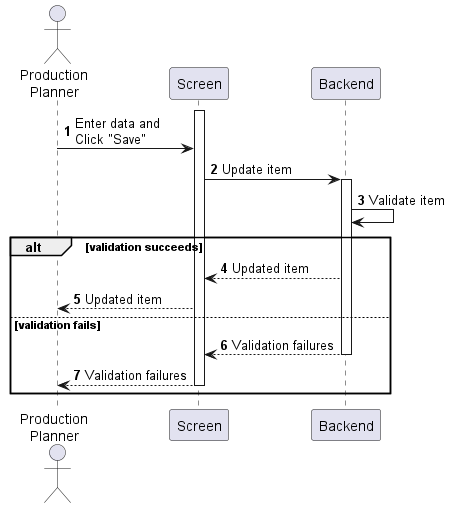 Production
Planner
Screen
Backend
1 Enter data and
Click "Save"
2 Update item
3 Validate item
alt [validation succeeds]
4 Updated item
5 Updated item
[validation fails]
6 Validation failures
7 Validation failures
Production
Planner
Screen
Backend